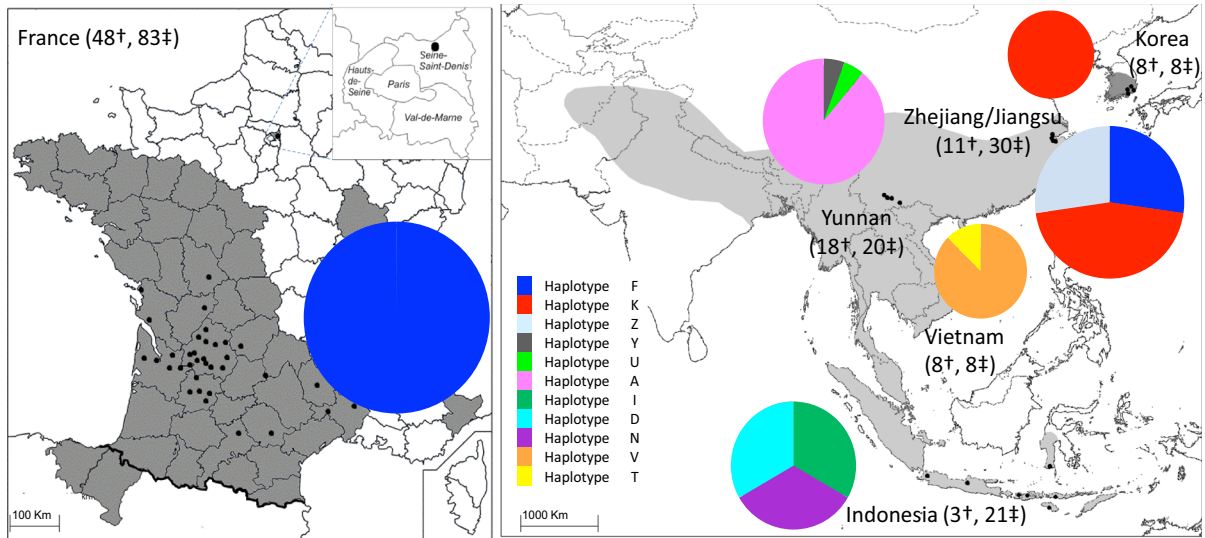 France (48†, 83‡)
Seine-
Saint-Denis
Hauts-
de-
Seine
Paris
Val-de-Marne
100 Km
Korea
(8†, 8‡)
Zhejiang/Jiangsu
(11†, 30‡)
Yunnan
(18†, 20‡)
Vietnam
(8†, 8‡)
Haplotype F
Haplotype K
Haplotype Z
Haplotype Y
Haplotype U
Haplotype A
Haplotype I
Haplotype D
Haplotype N
Haplotype V
Haplotype T
Indonesia (3†, 21‡)
1000 Km